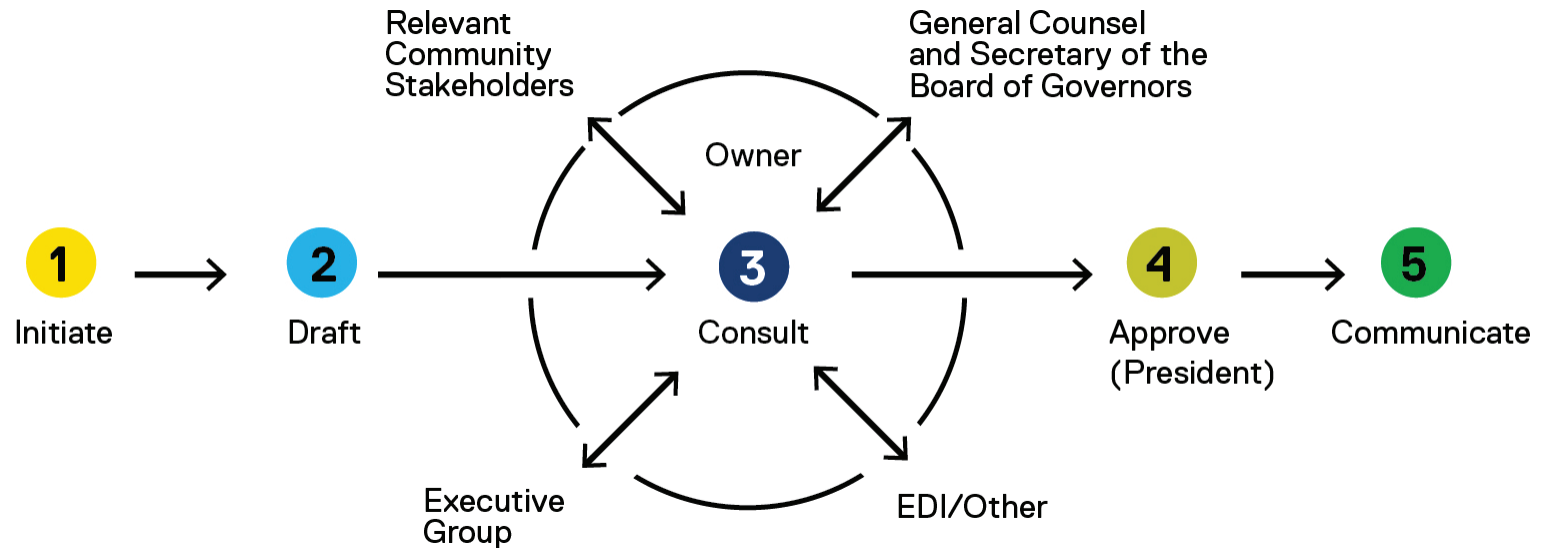 Relevant
Community
Stakeholders
General Counsel
and Secretary of the
Board of Governors
Owner
1
Initiate
2
Draft
3
Consult
4
Approve
(President)
5
Communicate
Executive
Group
EDI/Other